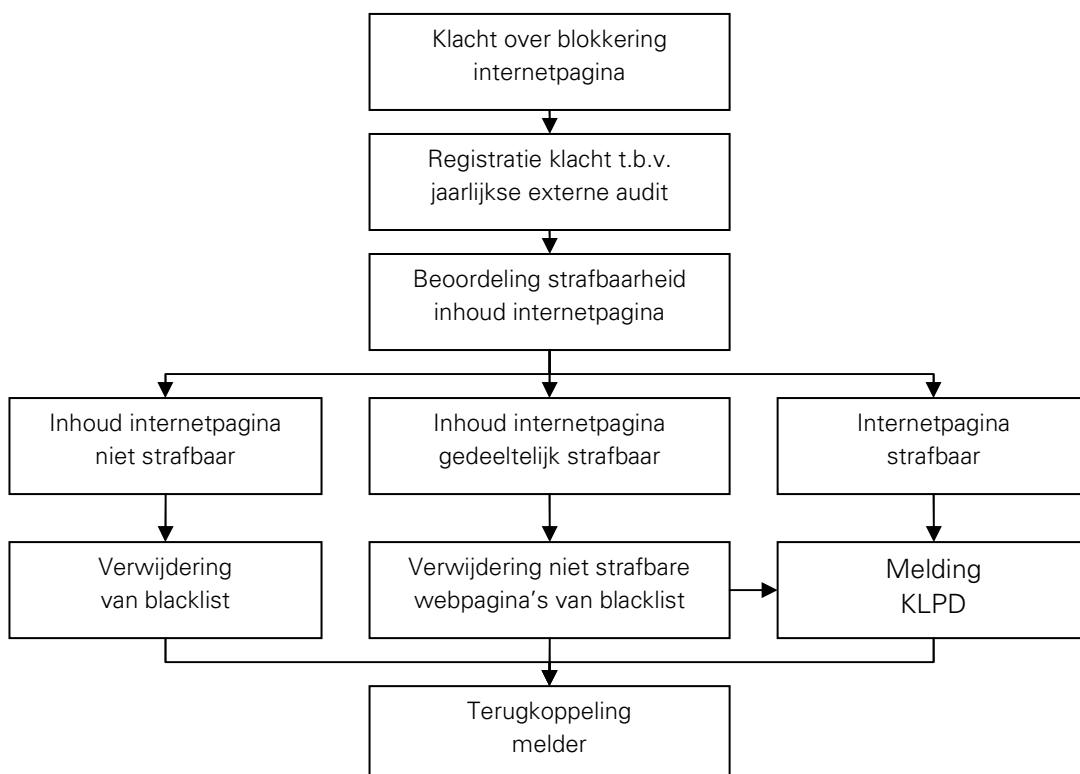 Klacht over blokkering
internetpagina
Registratie klacht t.b.v.
jaarlijkse externe audit
Beoordeling strafbaarheid
inhoud internetpagina
Inhoud internetpagina
niet strafbaar
Inhoud internetpagina
gedeeltelijk strafbaar
Internetpagina
strafbaar
Verwijdering
van blacklist
Verwijdering niet strafbare
webpagina's van blacklist
Melding
KLPD
Terugkoppeling
melder